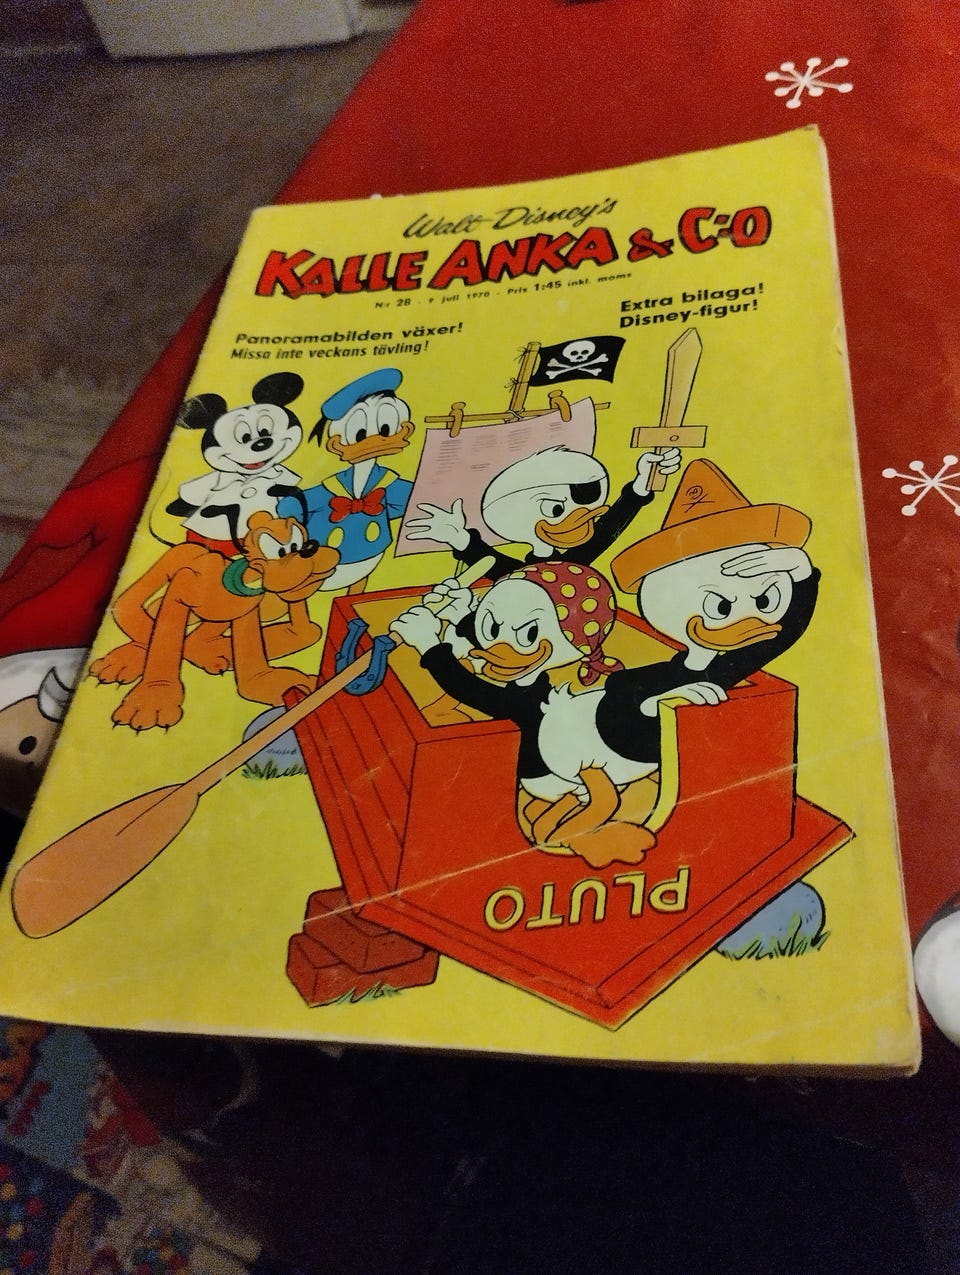 Walt Disney's
KALLE ANKA & C:O
Nr 28 - 9 juli 1970 - Pris 1:45 inkl. moms
Panoramabilden växer!
Missa inte veckans tävling!
Extra bilaga!
Disney-figur!
PLUTO